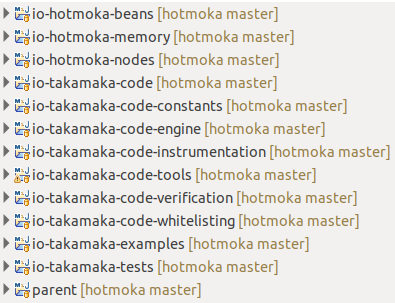 io-hotmoka-beans [hotmoka master]
io-hotmoka-memory [hotmoka master]
io-hotmoka-nodes [hotmoka master]
io-takamaka-code [hotmoka master]
io-takamaka-code-constants [hotmoka master]
io-takamaka-code-engine [hotmoka master]
io-takamaka-code-instrumentation [hotmoka master]
io-takamaka-code-tools [hotmoka master]
io-takamaka-code-verification [hotmoka master]
io-takamaka-code-whitelisting [hotmoka master]
io-takamaka-examples [hotmoka master]
io-takamaka-tests [hotmoka master]
parent [hotmoka master]